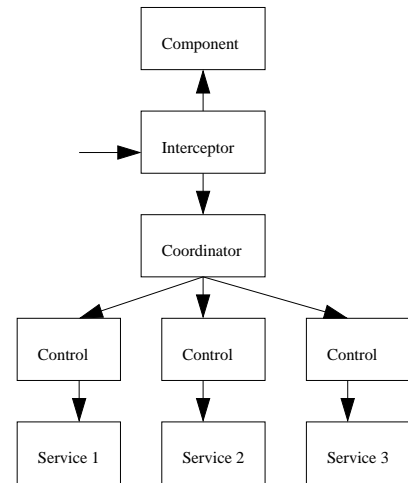 Component
Interceptor
Coordinator
Control
Control
Control
Service 1
Service 2
Service 3